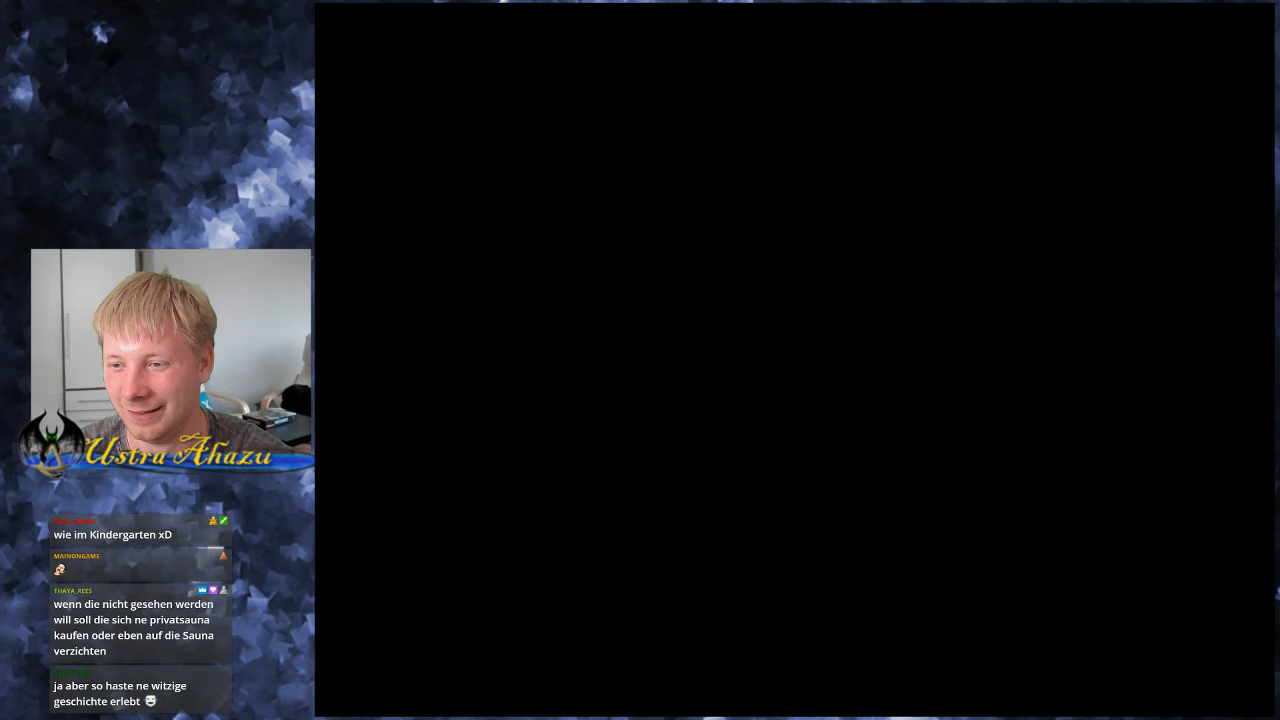 Ustra Ahazu
wie im Kindergarten xD
MAINONGAME
THAYA_REES
wenn die nicht gesehen werden
will soll die sich ne privatsauna
kaufen oder eben auf die Sauna
verzichten
ja aber so haste ne witzige
geschichte erlebt